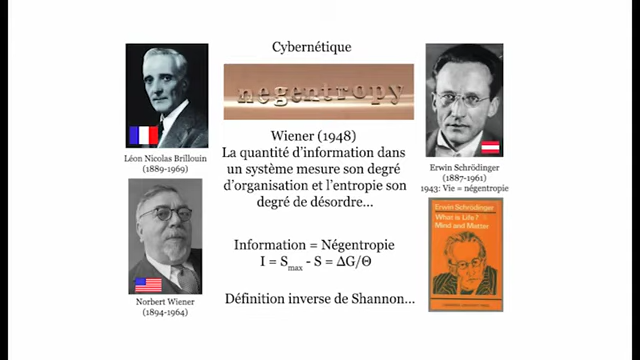 Cybernétique
negentropy
Léon Nicolas Brillouin
(1889-1969)
Wiener (1948)
La quantité d'information dans
un système mesure son degré
d'organisation et l'entropie son
degré de désordre...
Erwin Schrödinger
(1887-1961)
1943: Vie = négentropie
Erwin Schrödinger
What is Life?
Mind and Matter
Information = Négentropie
I = Smax - S = ΔG/Θ
Norbert Wiener
(1894-1964)
Définition inverse de Shannon...